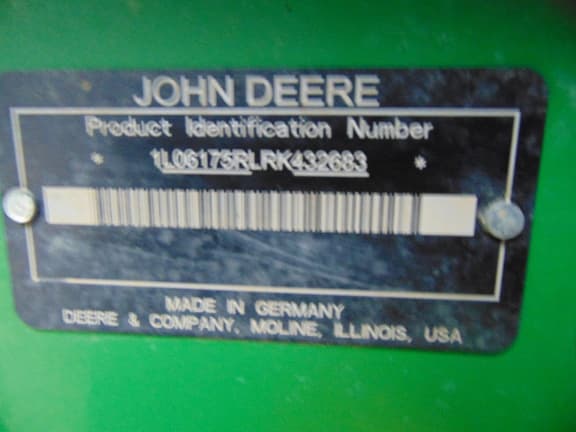 JOHN DEERE
Product Identification Number
* 1L06175RLRK432683 *
MADE IN GERMANY
DEERE & COMPANY, MOLINE, ILLINOIS, USA